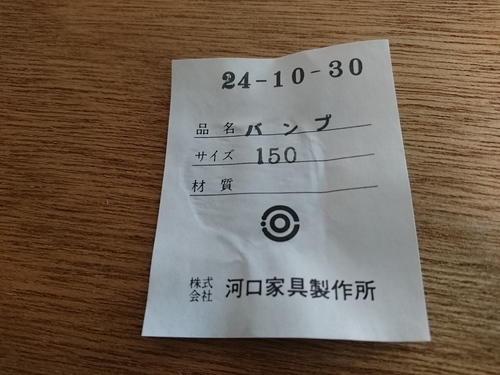 24-10-30
品名 バンプ
サイズ 150
材質
株式会社 河口家具製作所